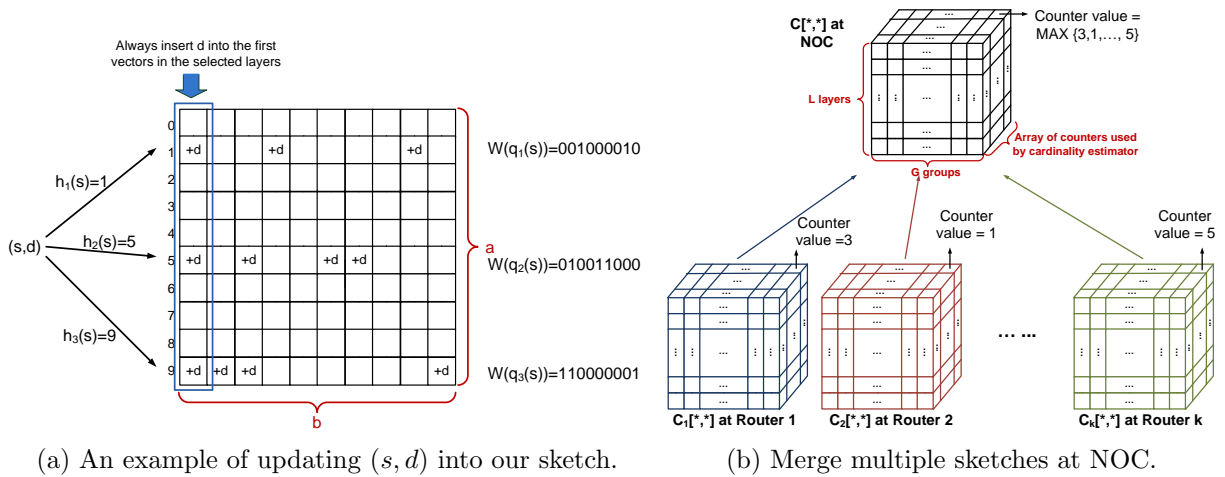 Always insert d into the first
vectors in the selected layers
0
1
2
3
4
5
6
7
8
9
+d +d +d
+d +d +d +d
+d +d +d +d
(s,d)
h₁(s)=1
h₂(s)=5
h₃(s)=9
W(q₁(s))=001000010
W(q₂(s))=010011000
W(q₃(s))=110000001
a
b
(a) An example of updating (s, d) into our sketch.
C[*,*] at
NOC
Counter value =
MAX {3,1,…, 5}
L layers
G groups
Array of counters used
by cardinality estimator
Counter
value =3
Counter
value = 1
Counter
value = 5
... ...
C₁[*,*] at Router 1
C₂[*,*] at Router 2
Cₖ[*,*] at Router k
(b) Merge multiple sketches at NOC.